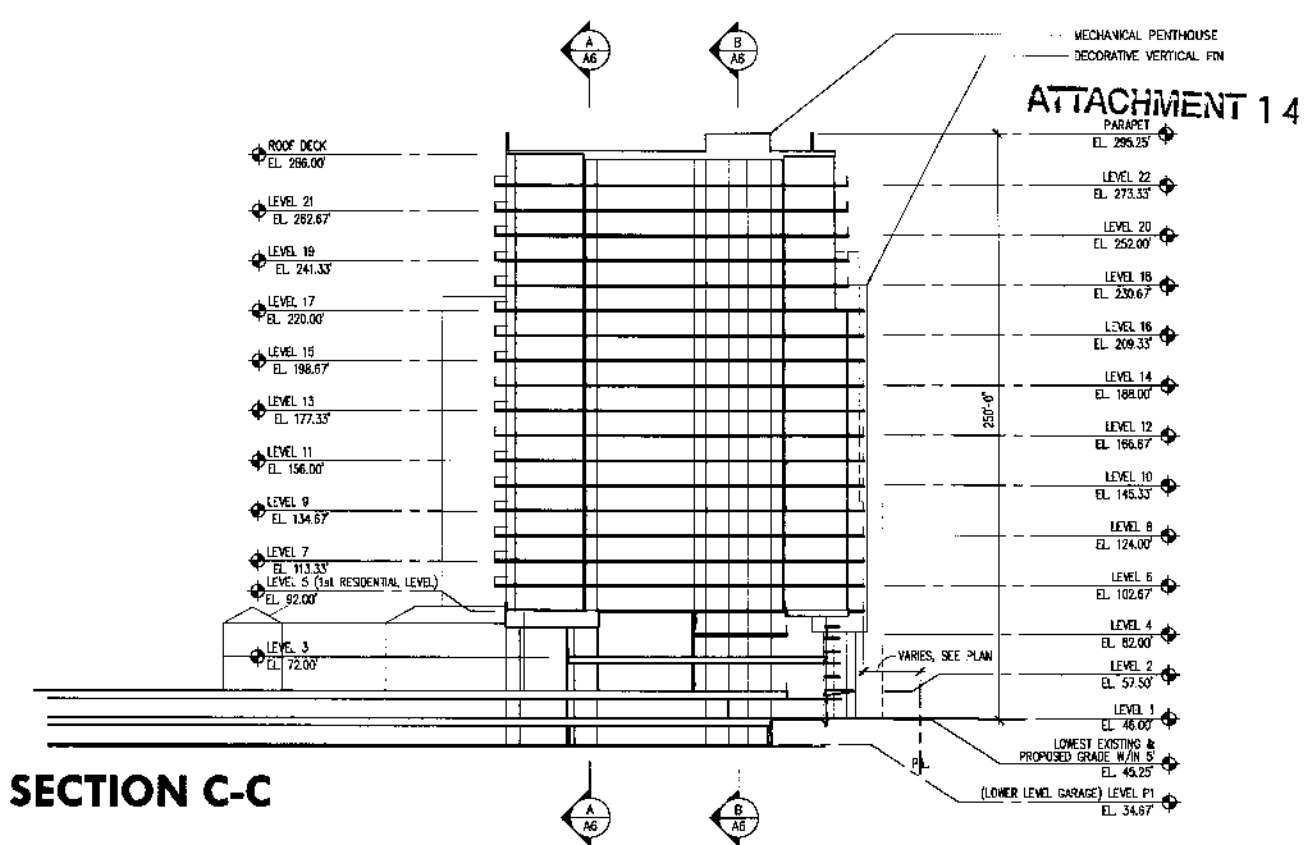 A
A6
B
A6
MECHANICAL PENTHOUSE
DECORATIVE VERTICAL FIN
ATTACHMENT 14
ROOF DECK
EL. 286.00'
LEVEL 21
EL. 262.67'
LEVEL 19
EL. 241.33'
LEVEL 17
EL. 220.00'
LEVEL 15
EL. 198.67'
LEVEL 13
EL. 177.33'
LEVEL 11
EL. 156.00'
LEVEL 9
EL. 134.67'
LEVEL 7
EL. 113.33'
LEVEL 5 (1st RESIDENTIAL LEVEL)
EL. 92.00'
LEVEL 3
EL. 72.00'
PARAPET
EL. 295.25'
LEVEL 22
EL. 273.33'
LEVEL 20
EL. 252.00'
LEVEL 18
EL. 230.67'
LEVEL 16
EL. 209.33'
LEVEL 14
EL. 188.00'
LEVEL 12
EL. 166.67'
LEVEL 10
EL. 145.33'
LEVEL 8
EL. 124.00'
LEVEL 6
EL. 102.67'
LEVEL 4
EL. 82.00'
LEVEL 2
EL. 57.50'
LEVEL 1
EL. 46.00'
LOWEST EXISTING &
PROPOSED GRADE W/IN 5'
EL. 45.25'
(LOWER LEVEL GARAGE) LEVEL P1
EL. 34.67'
250'-0"
VARIES, SEE PLAN
SECTION C-C
A
A6
B
A6